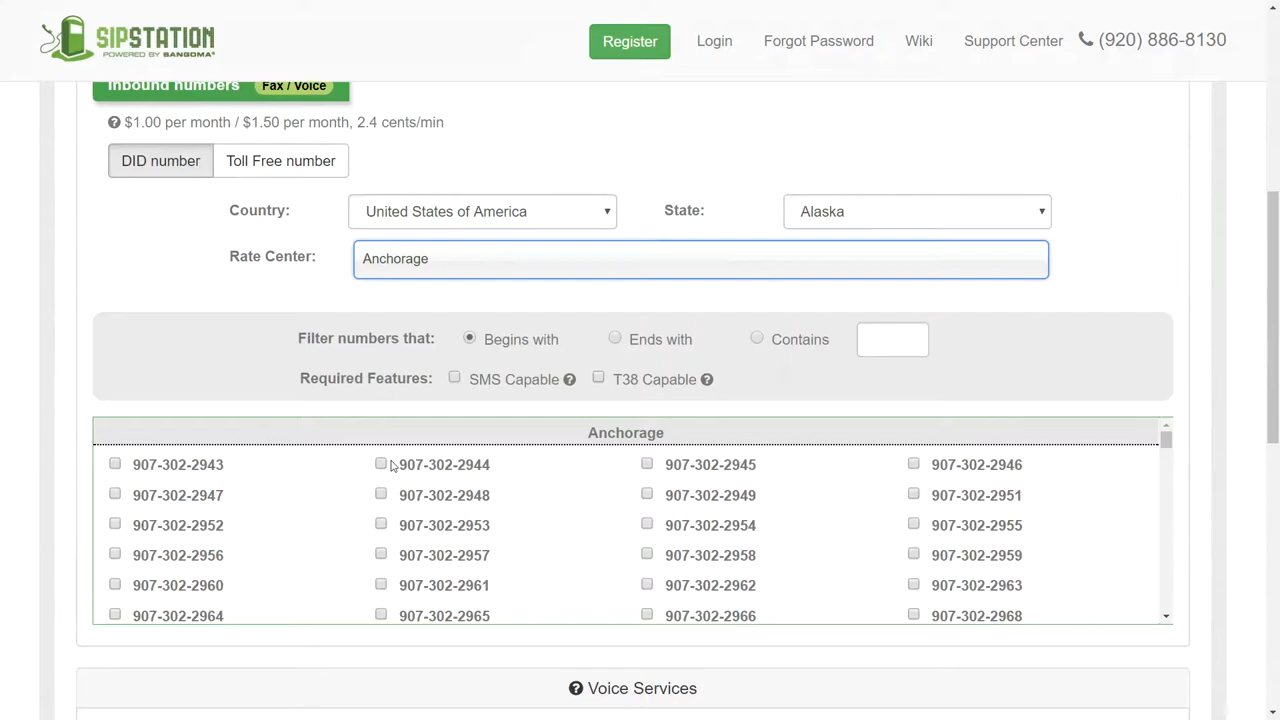 SIPSTATION
POWERED BY SANGOMA
Register Login Forgot Password Wiki Support Center (920) 886-8130
Inbound numbers Fax / Voice
$1.00 per month / $1.50 per month, 2.4 cents/min
DID number Toll Free number
Country: United States of America State: Alaska
Rate Center: Anchorage
Filter numbers that: Begins with Ends with Contains
Required Features: SMS Capable T38 Capable
Anchorage
907-302-2943 907-302-2944 907-302-2945 907-302-2946
907-302-2947 907-302-2948 907-302-2949 907-302-2951
907-302-2952 907-302-2953 907-302-2954 907-302-2955
907-302-2956 907-302-2957 907-302-2958 907-302-2959
907-302-2960 907-302-2961 907-302-2962 907-302-2963
907-302-2964 907-302-2965 907-302-2966 907-302-2968
Voice Services